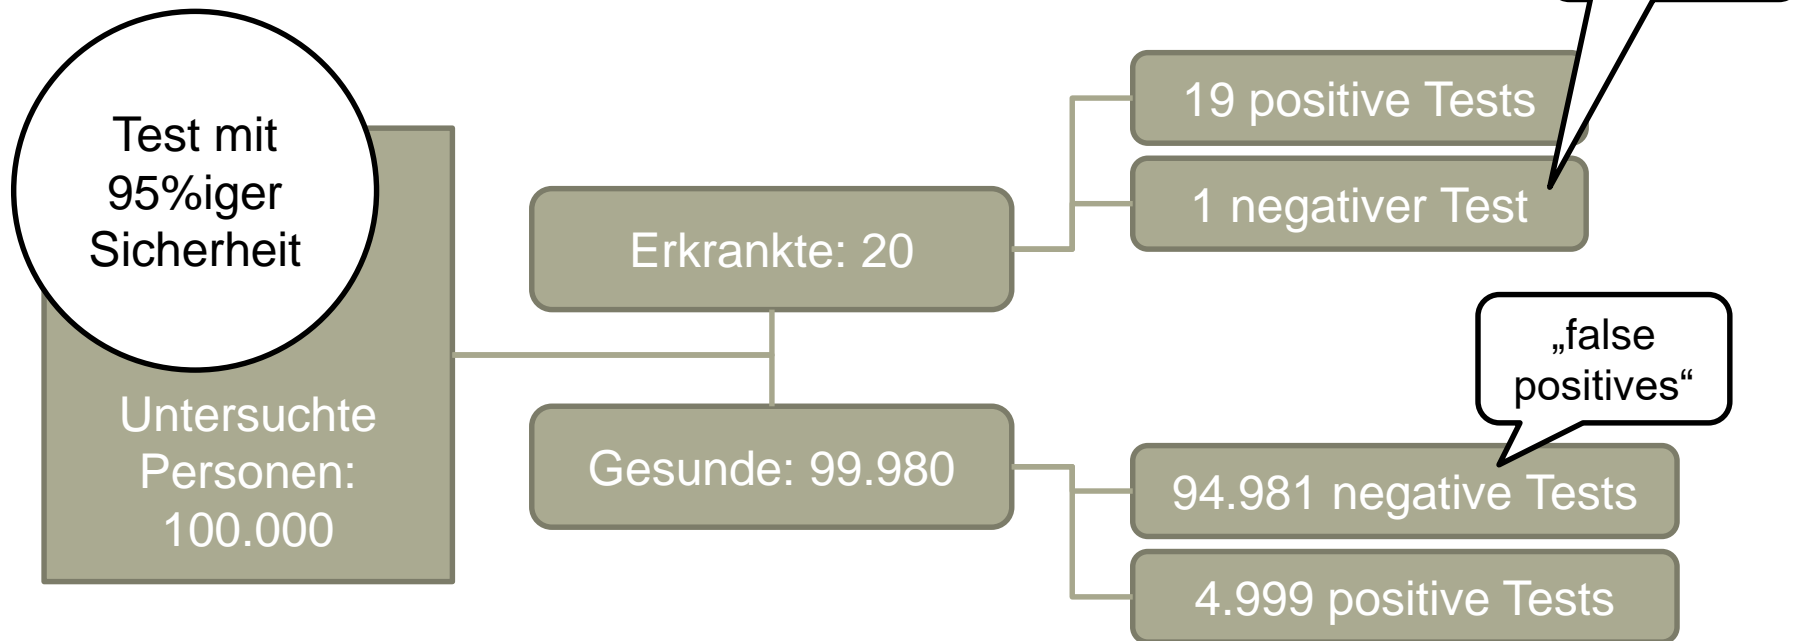 Test mit
95%iger
Sicherheit
Untersuchte
Personen:
100.000
Erkrankte: 20
Gesunde: 99.980
19 positive Tests
1 negativer Test
„false
positives“
94.981 negative Tests
4.999 positive Tests